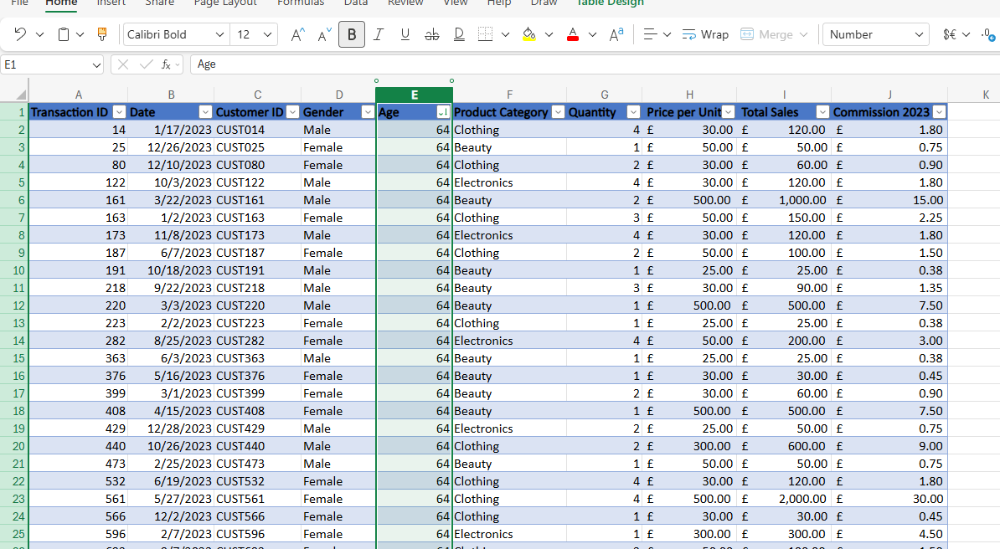 File Home Insert Share Page Layout Formulas Data Review View Help Draw Table Design
Calibri Bold 12 A A B I U ab D A Aa Wrap Merge Number $€ .0
E1 fx Age
A B C D E F G H I J K
1 Transaction ID Date Customer ID Gender Age Product Category Quantity Price per Unit Total Sales Commission 2023
2 14 1/17/2023 CUST014 Male 64 Clothing 4 £ 30.00 £ 120.00 £ 1.80
3 25 12/26/2023 CUST025 Female 64 Beauty 1 £ 50.00 £ 50.00 £ 0.75
4 80 12/10/2023 CUST080 Female 64 Clothing 2 £ 30.00 £ 60.00 £ 0.90
5 122 10/3/2023 CUST122 Male 64 Electronics 4 £ 30.00 £ 120.00 £ 1.80
6 161 3/22/2023 CUST161 Male 64 Beauty 2 £ 500.00 £ 1,000.00 £ 15.00
7 163 1/2/2023 CUST163 Female 64 Clothing 3 £ 50.00 £ 150.00 £ 2.25
8 173 11/8/2023 CUST173 Male 64 Electronics 4 £ 30.00 £ 120.00 £ 1.80
9 187 6/7/2023 CUST187 Female 64 Clothing 2 £ 50.00 £ 100.00 £ 1.50
10 191 10/18/2023 CUST191 Male 64 Beauty 1 £ 25.00 £ 25.00 £ 0.38
11 218 9/22/2023 CUST218 Male 64 Beauty 3 £ 30.00 £ 90.00 £ 1.35
12 220 3/3/2023 CUST220 Male 64 Beauty 1 £ 500.00 £ 500.00 £ 7.50
13 223 2/2/2023 CUST223 Female 64 Clothing 1 £ 25.00 £ 25.00 £ 0.38
14 282 8/25/2023 CUST282 Female 64 Electronics 4 £ 50.00 £ 200.00 £ 3.00
15 363 6/3/2023 CUST363 Male 64 Beauty 1 £ 25.00 £ 25.00 £ 0.38
16 376 5/16/2023 CUST376 Female 64 Beauty 1 £ 30.00 £ 30.00 £ 0.45
17 399 3/1/2023 CUST399 Female 64 Beauty 2 £ 30.00 £ 60.00 £ 0.90
18 408 4/15/2023 CUST408 Female 64 Beauty 1 £ 500.00 £ 500.00 £ 7.50
19 429 12/28/2023 CUST429 Male 64 Electronics 2 £ 25.00 £ 50.00 £ 0.75
20 440 10/26/2023 CUST440 Male 64 Clothing 2 £ 300.00 £ 600.00 £ 9.00
21 473 2/25/2023 CUST473 Male 64 Beauty 1 £ 50.00 £ 50.00 £ 0.75
22 532 6/19/2023 CUST532 Female 64 Clothing 4 £ 30.00 £ 120.00 £ 1.80
23 561 5/27/2023 CUST561 Female 64 Clothing 4 £ 500.00 £ 2,000.00 £ 30.00
24 566 12/2/2023 CUST566 Female 64 Clothing 1 £ 30.00 £ 30.00 £ 0.45
25 596 2/7/2023 CUST596 Female 64 Electronics 1 £ 300.00 £ 300.00 £ 4.50